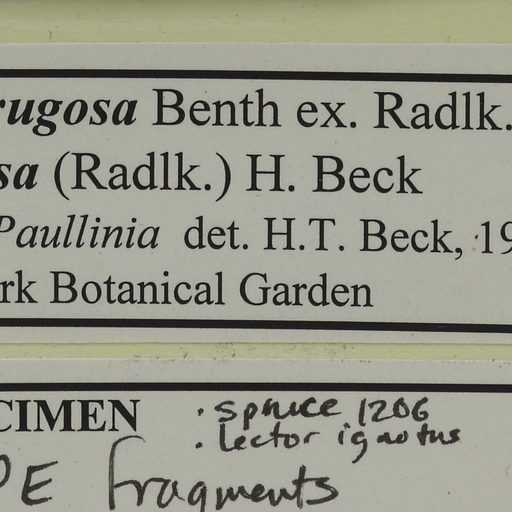 rugosa Benth ex. Radlk.
sa (Radlk.) H. Beck
Paullinia det. H.T. Beck, 19
rk Botanical Garden
CIMEN · spruce 1206
· lector ignotus
PE fragments